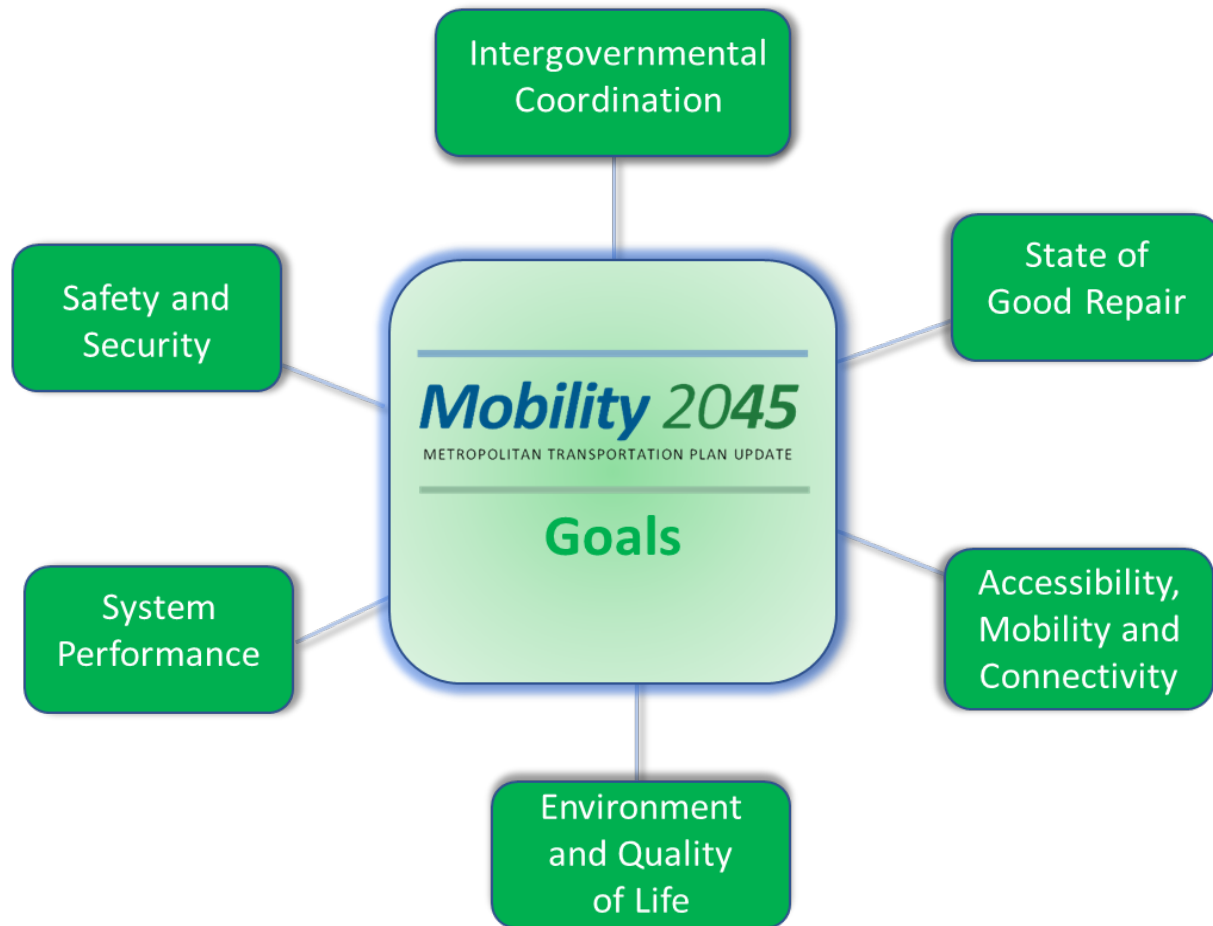 Intergovernmental
Coordination
State of
Good Repair
Safety and
Security
Mobility 2045
METROPOLITAN TRANSPORTATION PLAN UPDATE
Goals
Accessibility,
Mobility and
Connectivity
System
Performance
Environment
and Quality
of Life